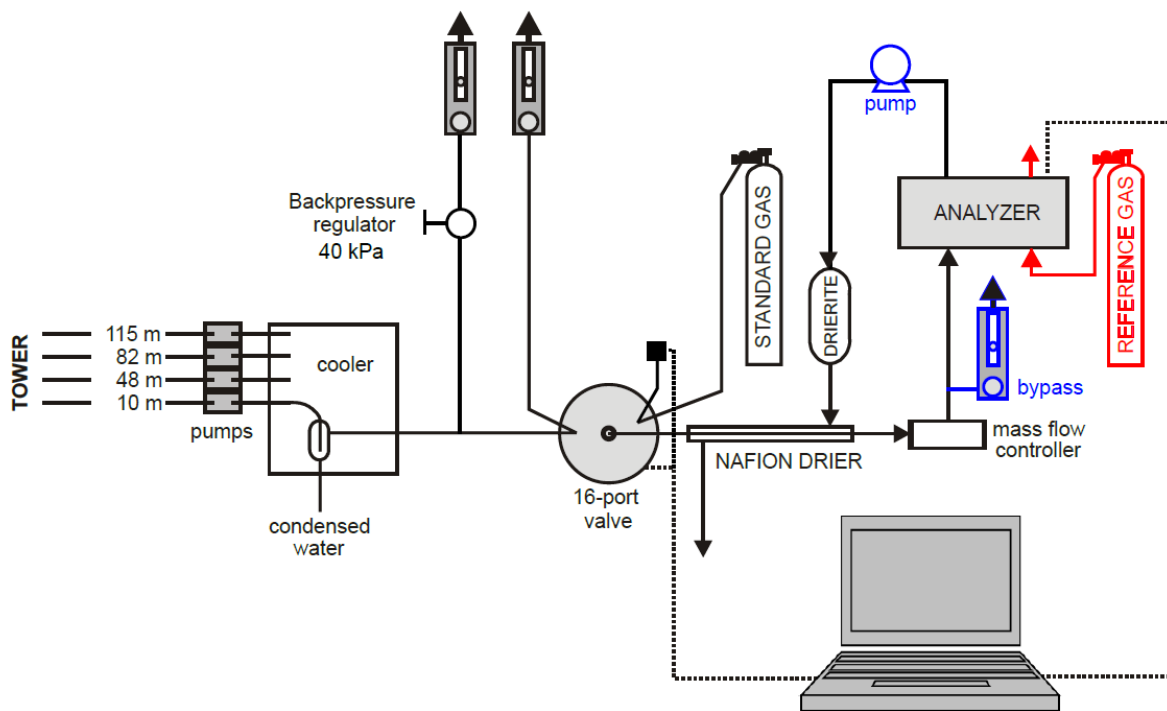 pump
Backpressure
regulator
40 kPa
STANDARD GAS
ANALYZER
REFERENCE GAS
DRIERITE
TOWER
115 m
82 m
48 m
10 m
cooler
pumps
bypass
NAFION DRIER
mass flow
controller
16-port
valve
condensed
water